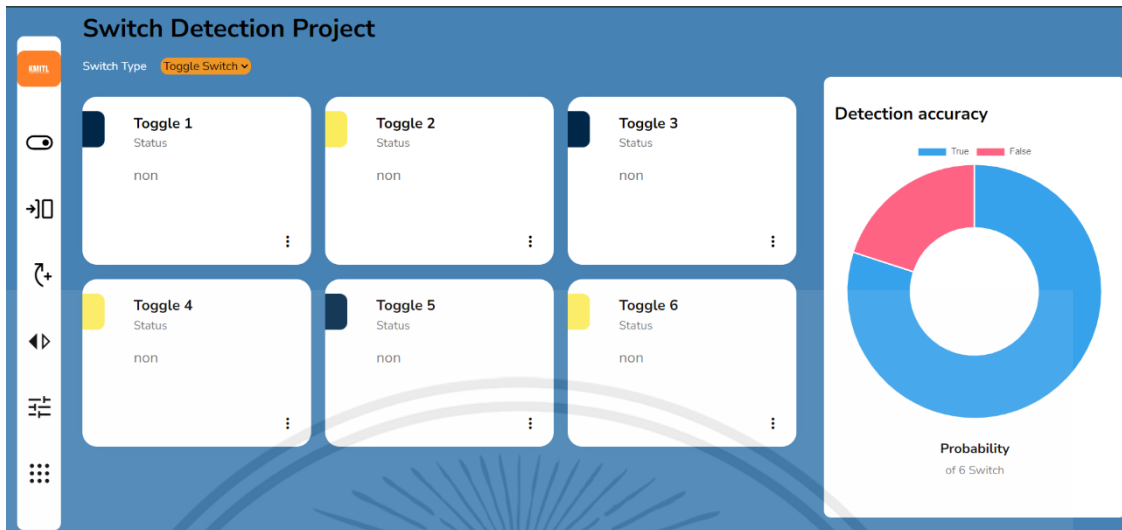 Switch Detection Project
KMITL
Switch Type Toggle Switch
Toggle 1
Status
non
Toggle 2
Status
non
Toggle 3
Status
non
Toggle 4
Status
non
Toggle 5
Status
non
Toggle 6
Status
non
Detection accuracy
True False
Probability
of 6 Switch